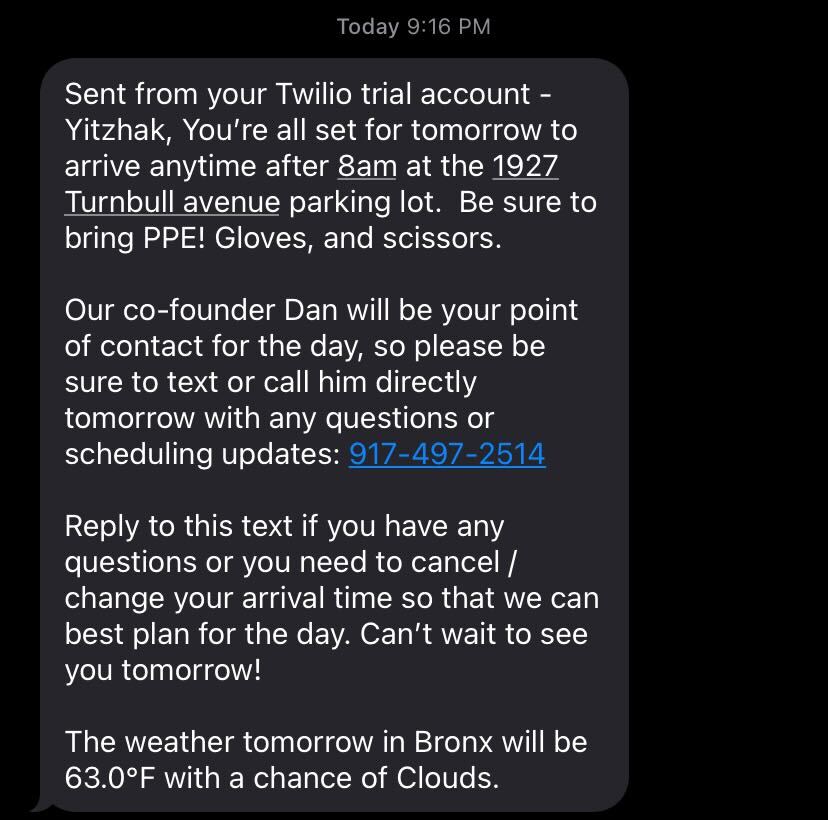 Today 9:16 PM
Sent from your Twilio trial account -
Yitzhak, You’re all set for tomorrow to
arrive anytime after 8am at the 1927
Turnbull avenue parking lot.  Be sure to
bring PPE! Gloves, and scissors.
Our co-founder Dan will be your point
of contact for the day, so please be
sure to text or call him directly
tomorrow with any questions or
scheduling updates: 917-497-2514
Reply to this text if you have any
questions or you need to cancel /
change your arrival time so that we can
best plan for the day. Can’t wait to see
you tomorrow!
The weather tomorrow in Bronx will be
63.0°F with a chance of Clouds.